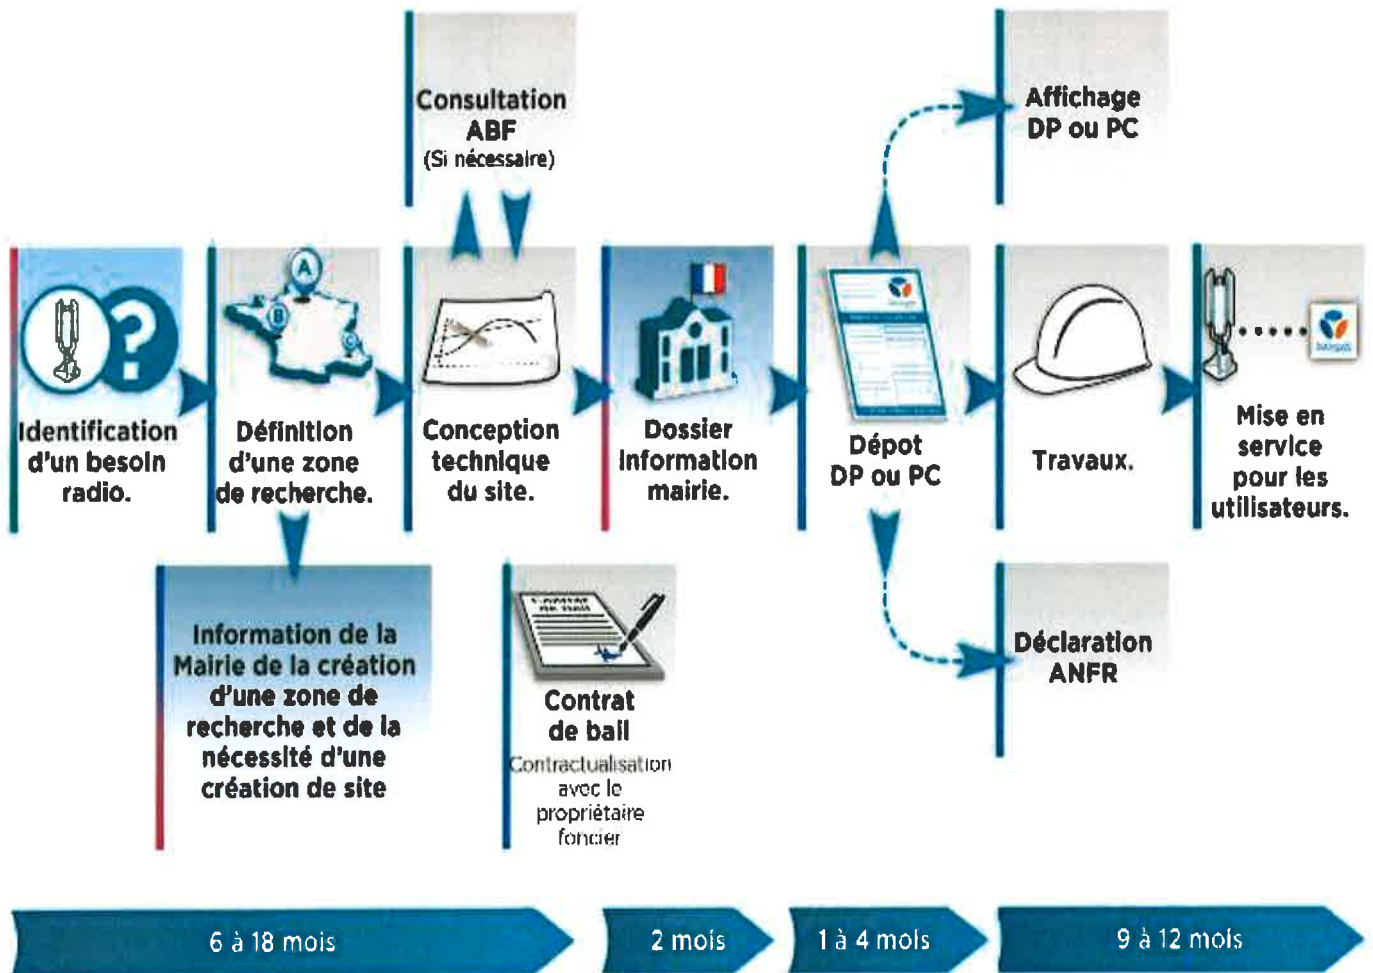 Consultation
ABF
(Si nécessaire)
Affichage
DP ou PC
A
B
C
Identification
d'un besoin
radio.
Définition
d'une zone
de recherche.
Conception
technique
du site.
Dossier
Information
mairie.
Dépot
DP ou PC
Travaux.
Mise en
service
pour les
utilisateurs.
Information de la
Mairie de la création
d'une zone de
recherche et de la
nécessité d'une
création de site
Contrat
de bail
Contractualisation
avec le
propriétaire
foncier
Déclaration
ANFR
6 à 18 mois
2 mois
1 à 4 mois
9 à 12 mois